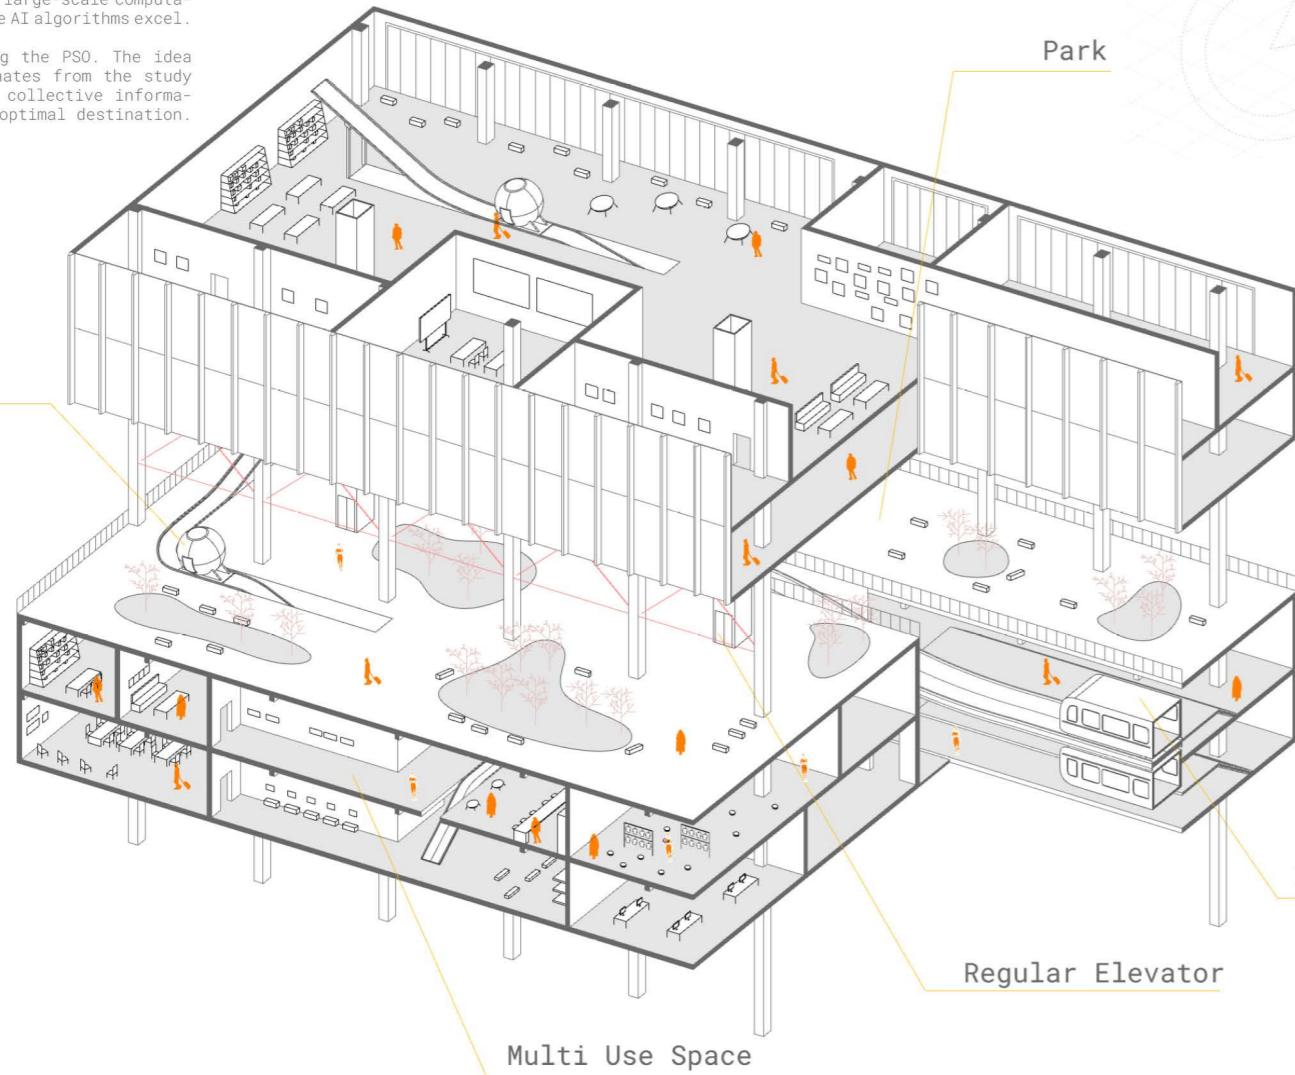 large-scale computa-
e AI algorithms excel.
g the PSO. The idea
nates from the study
collective informa-
optimal destination.
Park
Regular Elevator
Multi Use Space